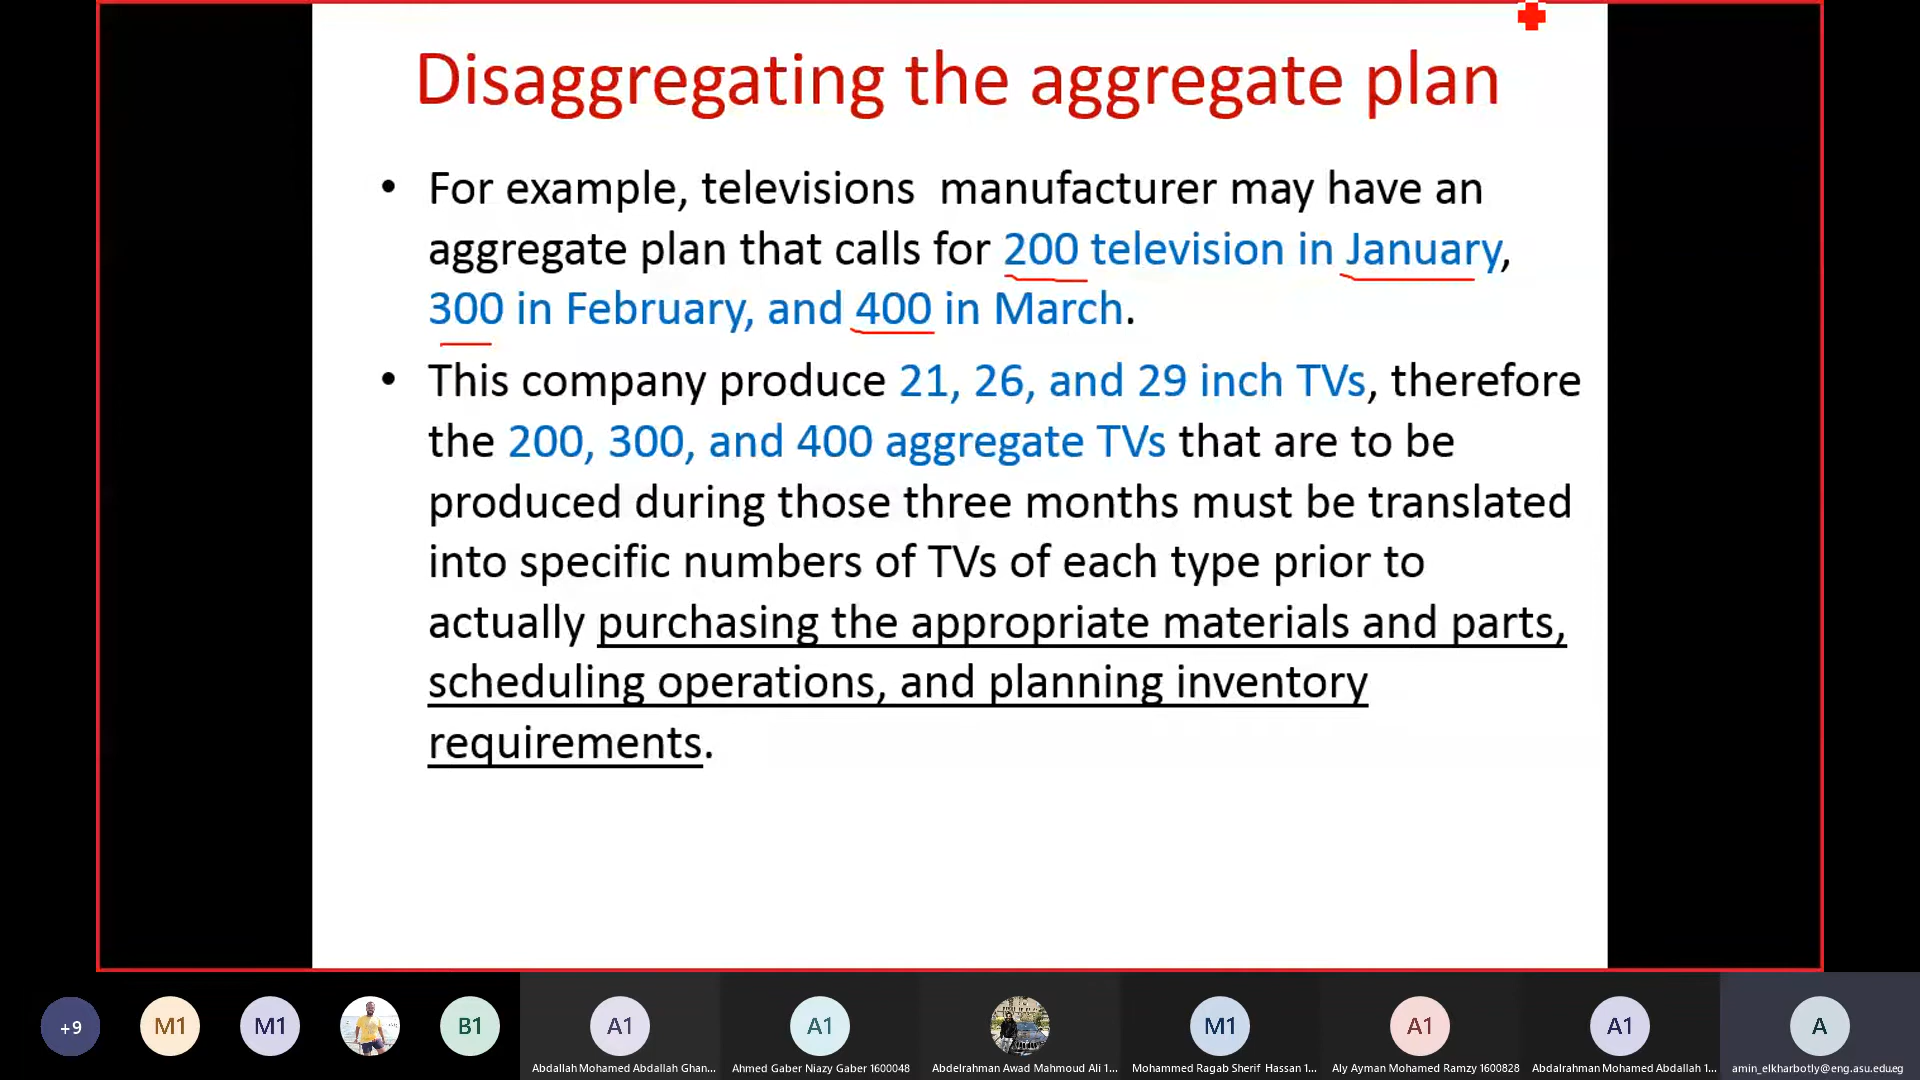 Disaggregating the aggregate plan
• For example, televisions manufacturer may have an
aggregate plan that calls for 200 television in January,
300 in February, and 400 in March.
• This company produce 21, 26, and 29 inch TVs, therefore
the 200, 300, and 400 aggregate TVs that are to be
produced during those three months must be translated
into specific numbers of TVs of each type prior to
actually purchasing the appropriate materials and parts,
scheduling operations, and planning inventory
requirements.
+9 M1 M1 B1 A1 A1 M1 A1 A1 A
Abdallah Mohamed Abdallah Ghan... Ahmed Gaber Niazy Gaber 1600048 Abdelrahman Awad Mahmoud Ali 1... Mohammed Ragab Sherif Hassan 1... Aly Ayman Mohamed Ramzy 1600828 Abdalrahman Mohamed Abdallah 1... amin_elkharbotly@eng.asu.edu.eg